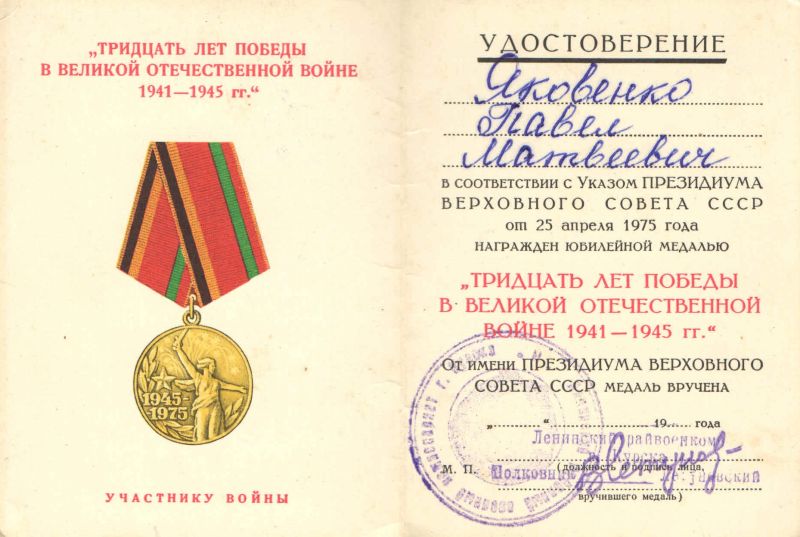 „ТРИДЦАТЬ ЛЕТ ПОБЕДЫ
В ВЕЛИКОЙ ОТЕЧЕСТВЕННОЙ ВОЙНЕ
1941—1945 гг.“
1945-
1975
УЧАСТНИКУ ВОЙНЫ
УДОСТОВЕРЕНИЕ
Яковенко
Павел
Матвеевич
В СООТВЕТСТВИИ С УКАЗОМ ПРЕЗИДИУМА
ВЕРХОВНОГО СОВЕТА СССР
от 25 апреля 1975 года
НАГРАЖДЕН ЮБИЛЕЙНОЙ МЕДАЛЬЮ
„ТРИДЦАТЬ ЛЕТ ПОБЕДЫ
В ВЕЛИКОЙ ОТЕЧЕСТВЕННОЙ
ВОЙНЕ 1941—1945 гг.“
От имени ПРЕЗИДИУМА ВЕРХОВНОГО
СОВЕТА СССР МЕДАЛЬ ВРУЧЕНА
„ “ 19 года
Ленинский райвоенком
Курска
М. П. Полковник
(должность и подпись лица,
вручившего медаль)